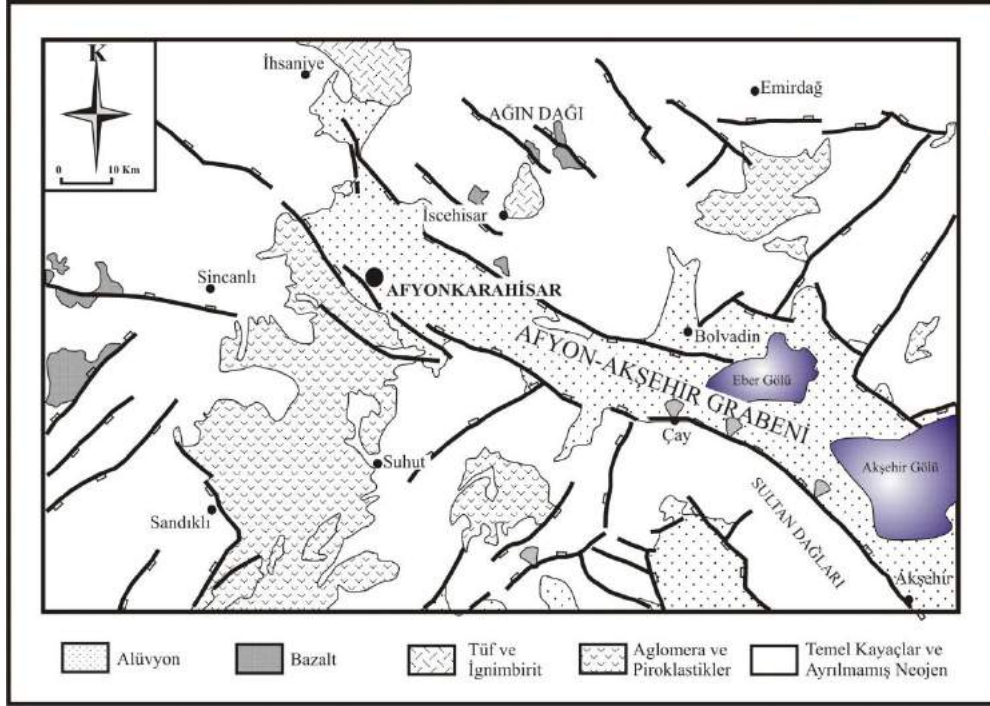 K
0 10 Km
İhsaniye
Emirdağ
AĞIN DAĞI
İscehisar
Sincanlı
AFYONKARAHİSAR
Bolvadin
AFYON-AKŞEHİR GRABENİ
Eber Gölü
Çay
Akşehir Gölü
Suhut
Sandıklı
SULTAN DAĞLARI
Akşehir
Alüvyon
Bazalt
Tüf ve
İgnimbirit
Aglomera ve
Piroklastikler
Temel Kayaçlar ve
Ayrılmamış Neojen